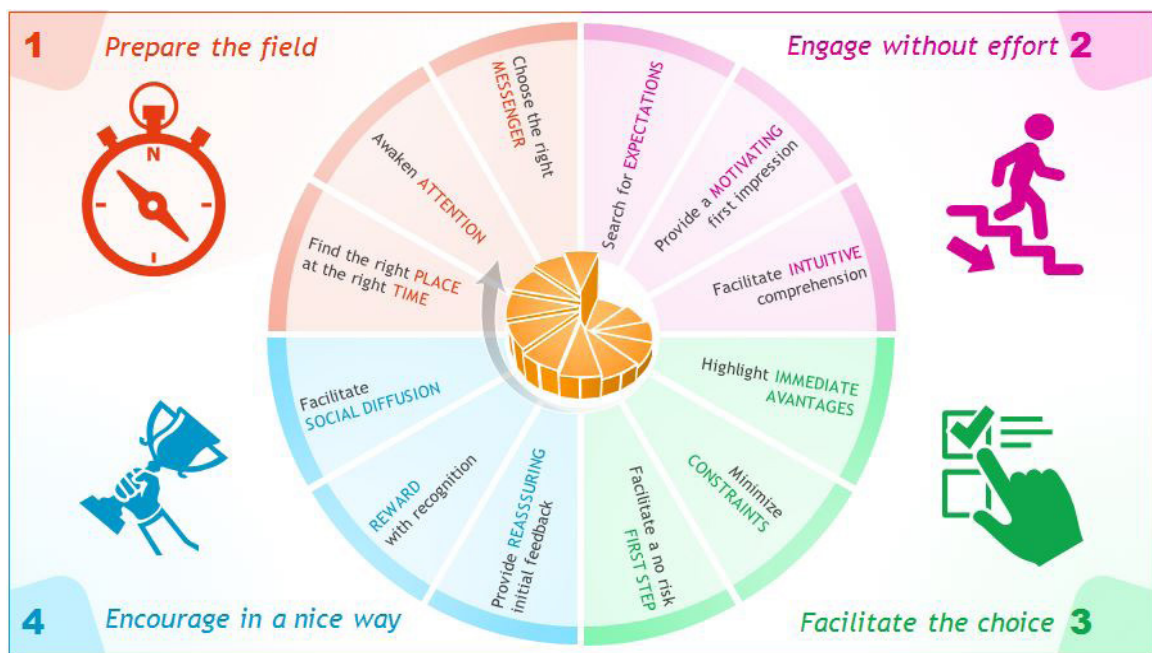 1 Prepare the field
Engage without effort 2
N
Find the right PLACE
at the right TIME
Awaken ATTENTION
Choose the right
MESSENGER
Search for EXPECTATIONS
Provide a MOTIVATING
first impression
Facilitate INTUITIVE
comprehension
Highlight IMMEDIATE
AVANTAGES
Minimize
CONSTRAINTS
Facilitate a no risk
FIRST STEP
Provide REASSSURING
initial feedback
REWARD
with recognition
Facilitate
SOCIAL DIFFUSION
4 Encourage in a nice way
Facilitate the choice 3